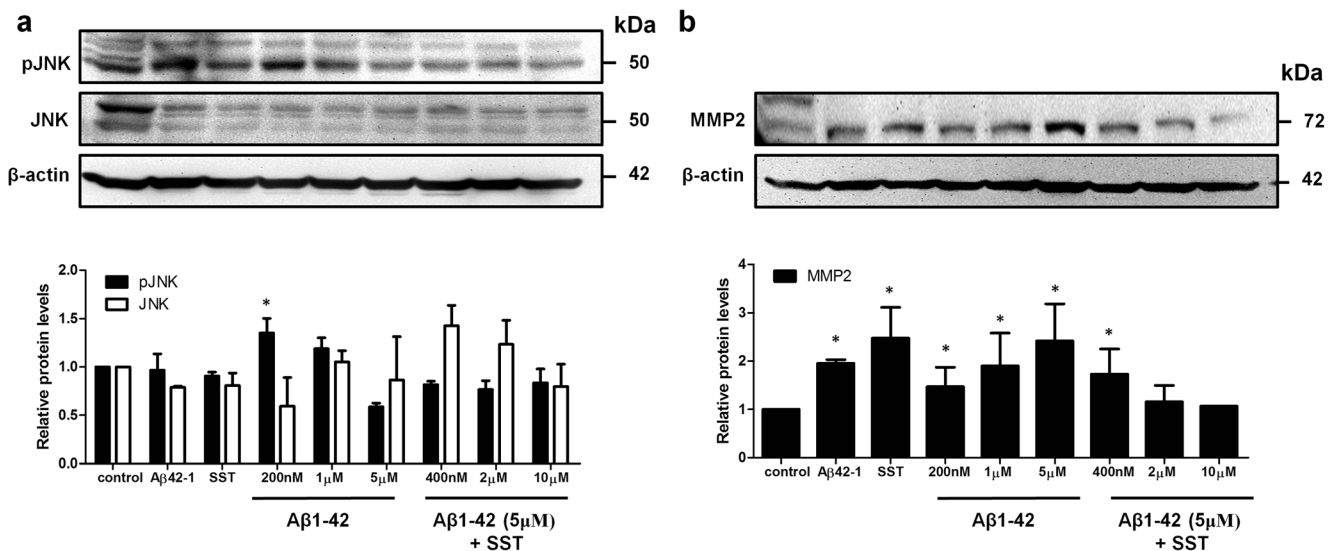 a
kDa
pJNK
50
JNK
50
β-actin
42
Relative protein levels
2.0
1.5
1.0
0.5
0.0
pJNK
JNK
*
control Aβ42-1 SST 200nM 1μM 5μM 400nM 2μM 10μM
Aβ1-42
Aβ1-42 (5μM)
+ SST
b
kDa
MMP2
72
β-actin
42
Relative protein levels
4
3
2
1
0
MMP2
* * * * * *
control Aβ42-1 SST 200nM 1μM 5μM 400nM 2μM 10μM
Aβ1-42
Aβ1-42 (5μM)
+ SST